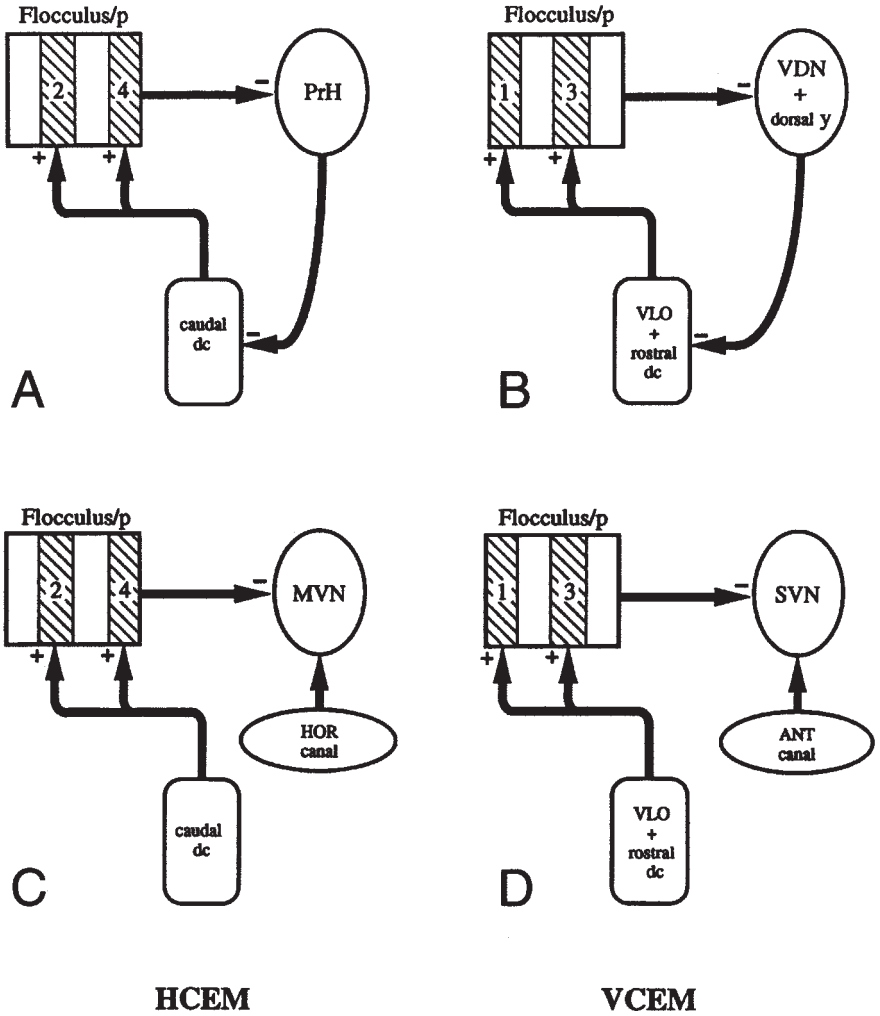 Flocculus/p
2
4
+
+
−
PrH
caudal
dc
−
A
Flocculus/p
1
3
+
+
−
VDN
+
dorsal y
VLO
+
rostral
dc
−
B
Flocculus/p
2
4
+
+
−
MVN
HOR
canal
caudal
dc
C
Flocculus/p
1
3
+
+
−
SVN
ANT
canal
VLO
+
rostral
dc
D
HCEM
VCEM